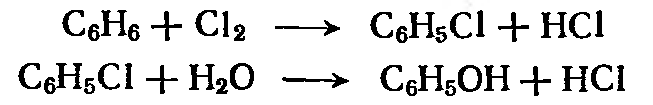 C₆H₆ + Cl₂ ⟶ C₆H₅Cl + HCl
C₆H₅Cl + H₂O ⟶ C₆H₅OH + HCl